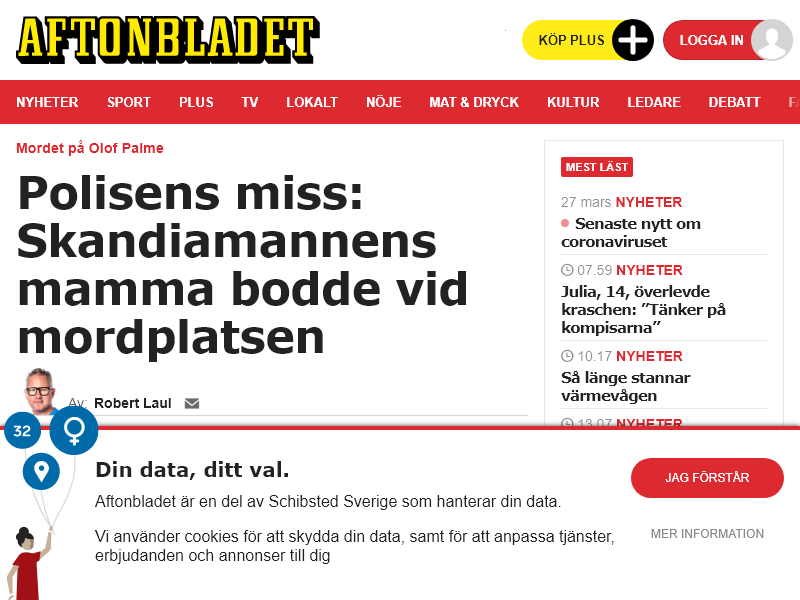 AFTONBLADET
KÖP PLUS
LOGGA IN
NYHETER SPORT PLUS TV LOKALT NÖJE MAT & DRYCK KULTUR LEDARE DEBATT
Mordet på Olof Palme
Polisens miss:
Skandiamannens
mamma bodde vid
mordplatsen
Av: Robert Laul
MEST LÄST
27 mars NYHETER
Senaste nytt om
coronaviruset
07.59 NYHETER
Julia, 14, överlevde
kraschen: ”Tänker på
kompisarna”
10.17 NYHETER
Så länge stannar
värmevågen
13.07 NYHETER
32
Din data, ditt val.
Aftonbladet är en del av Schibsted Sverige som hanterar din data.
Vi använder cookies för att skydda din data, samt för att anpassa tjänster,
erbjudanden och annonser till dig
JAG FÖRSTÅR
MER INFORMATION